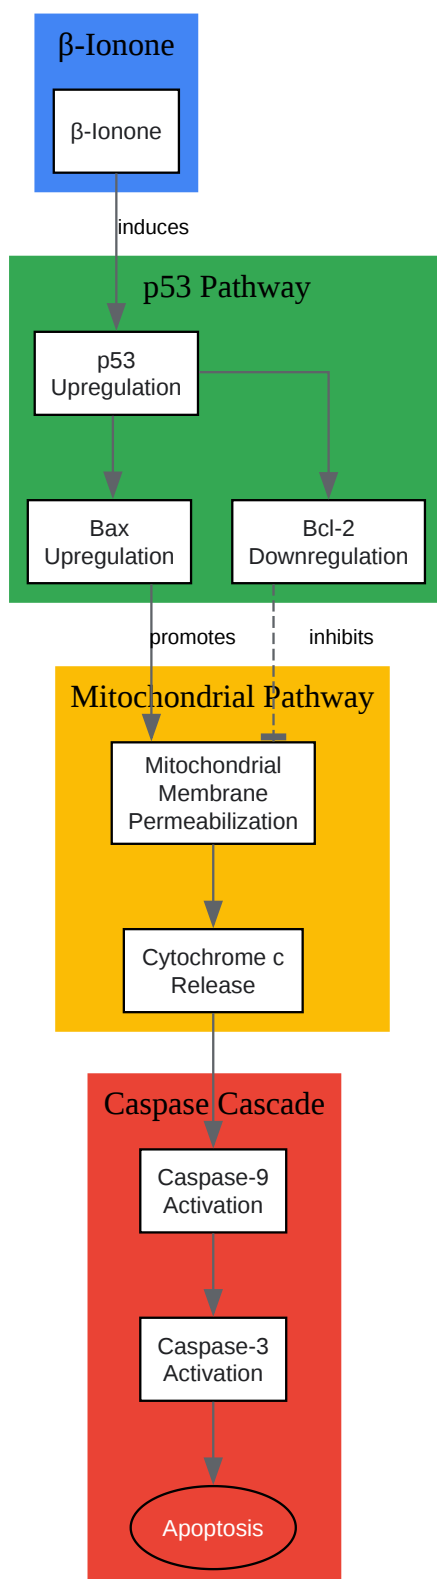 β-Ionone
β-Ionone
induces
p53 Pathway
p53
Upregulation
Bax
Upregulation
Bcl-2
Downregulation
promotes
inhibits
Mitochondrial Pathway
Mitochondrial
Membrane
Permeabilization
Cytochrome c
Release
Caspase Cascade
Caspase-9
Activation
Caspase-3
Activation
Apoptosis